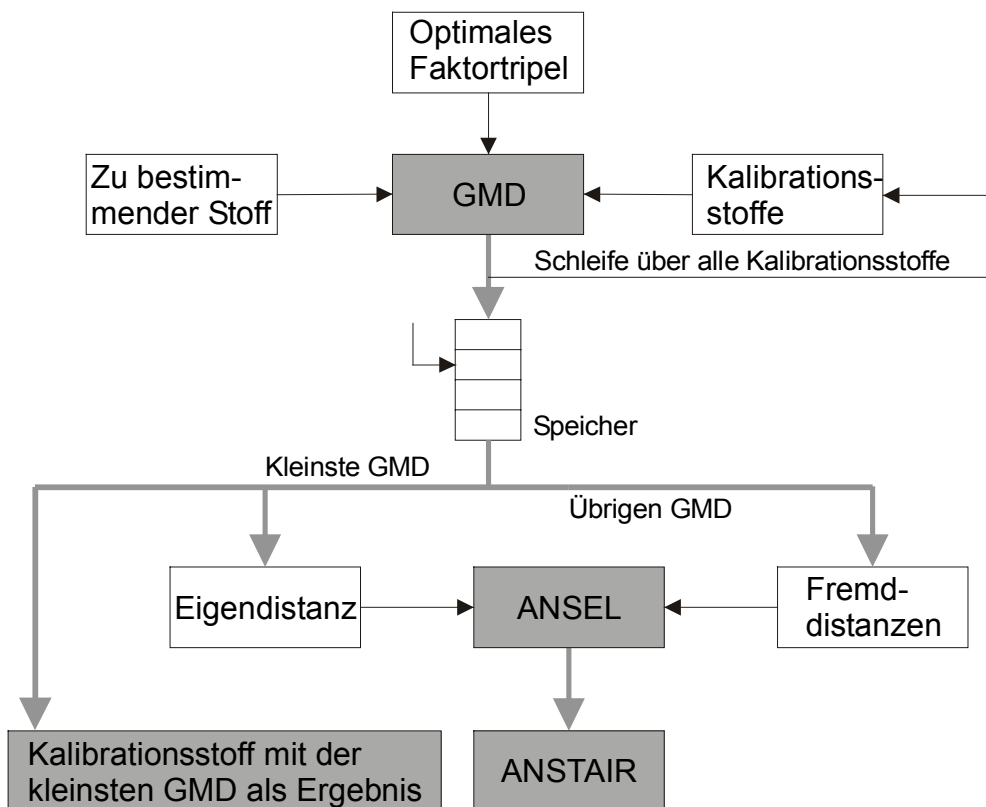 Optimales
Faktortripel
Zu bestim-
mender Stoff
GMD
Kalibrations-
stoffe
Schleife über alle Kalibrationsstoffe
Speicher
Kleinste GMD
Übrigen GMD
Eigendistanz
ANSEL
Fremd-
distanzen
Kalibrationsstoff mit der
kleinsten GMD als Ergebnis
ANSTAIR